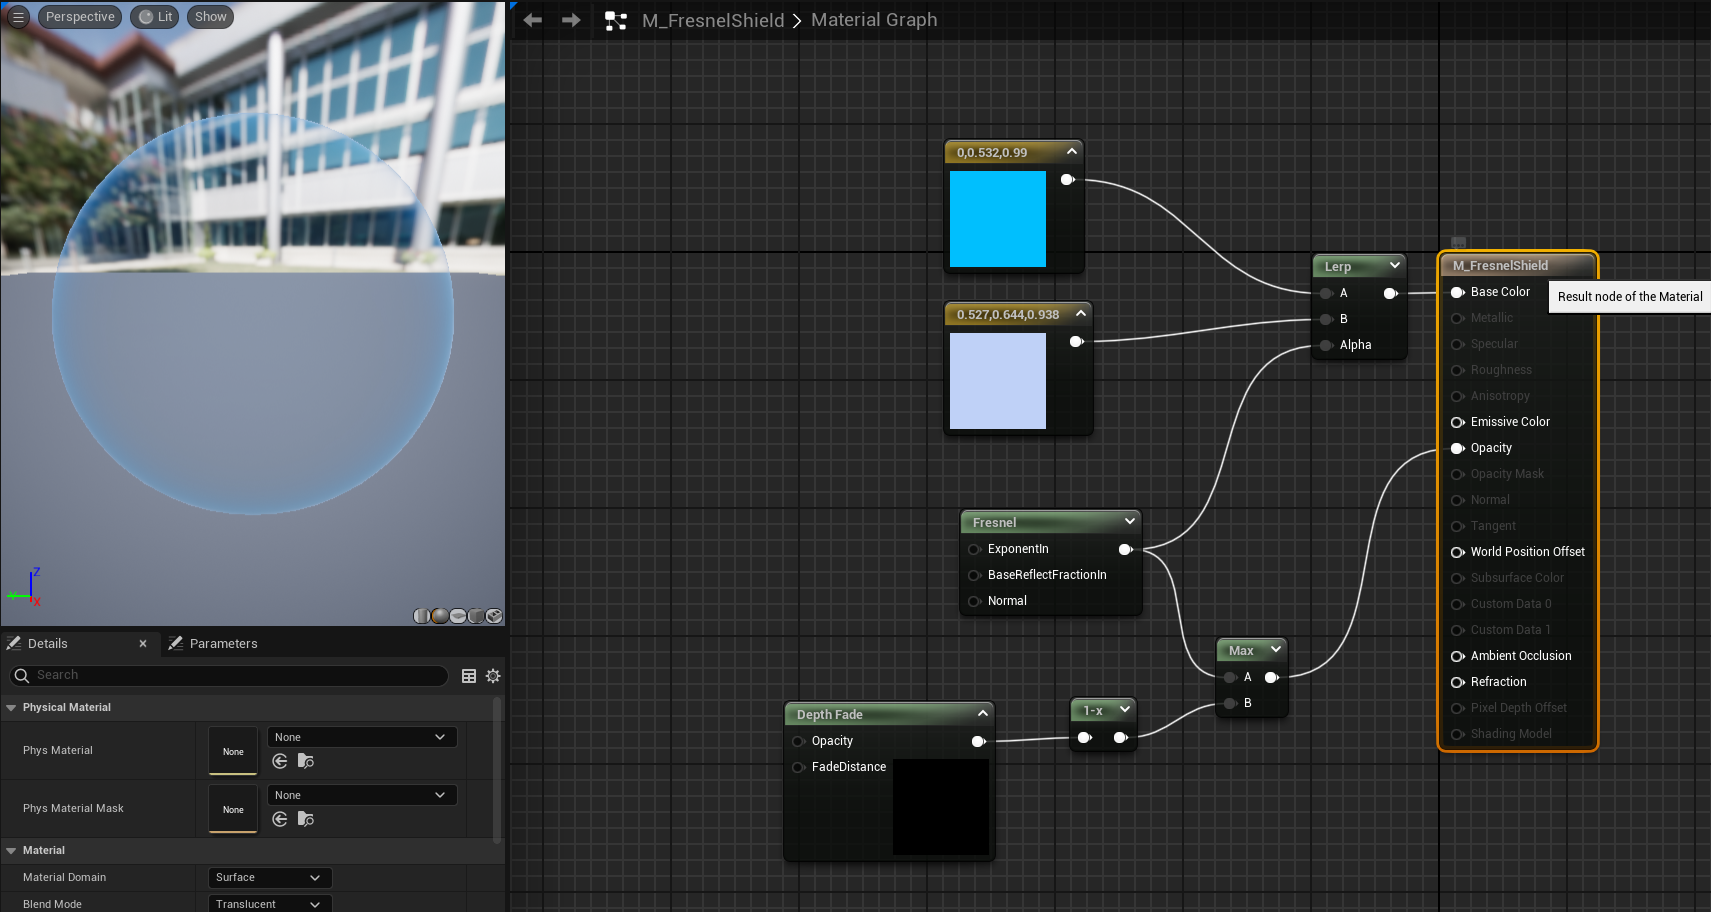 Perspective
Lit
Show
Z
Y
X
M_FresnelShield
Material Graph
0,0.532,0.99
0.527,0.644,0.938
Lerp
A
B
Alpha
M_FresnelShield
Base Color
Metallic
Specular
Roughness
Anisotropy
Emissive Color
Opacity
Opacity Mask
Normal
Tangent
World Position Offset
Subsurface Color
Custom Data 0
Custom Data 1
Ambient Occlusion
Refraction
Pixel Depth Offset
Shading Model
Result node of the Material
Fresnel
ExponentIn
BaseReflectFractionIn
Normal
Max
A
B
Depth Fade
Opacity
FadeDistance
1-x
Details
Parameters
Search
Physical Material
Phys Material
None
None
Phys Material Mask
None
None
Material
Material Domain
Surface
Blend Mode
Translucent